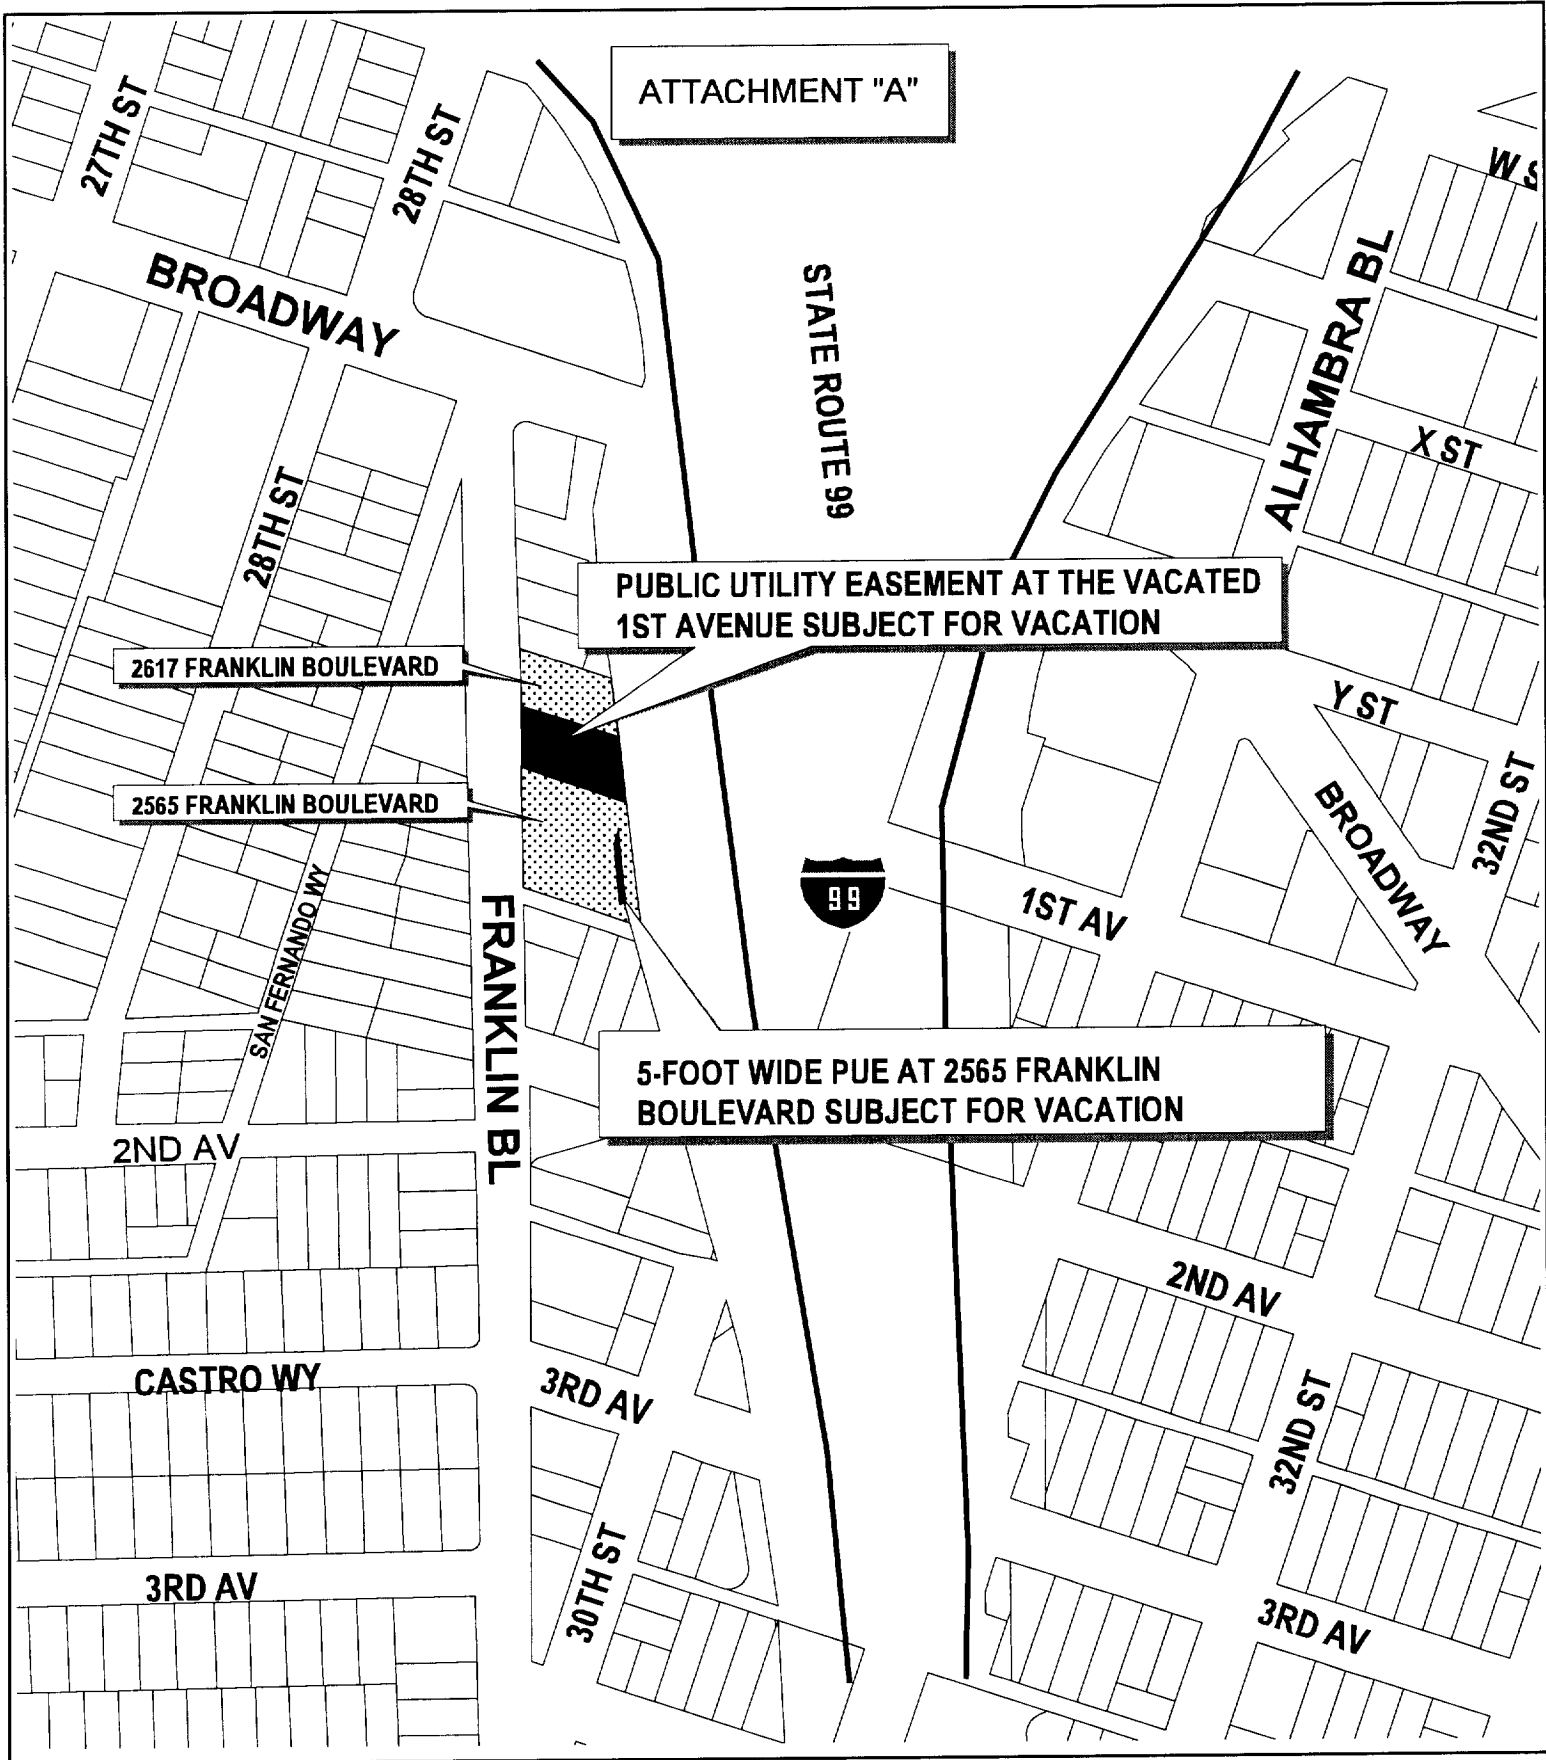 ATTACHMENT "A"
27TH ST
28TH ST
W S
BROADWAY
STATE ROUTE 99
ALHAMBRA BL
X ST
28TH ST
PUBLIC UTILITY EASEMENT AT THE VACATED
1ST AVENUE SUBJECT FOR VACATION
2617 FRANKLIN BOULEVARD
Y ST
2565 FRANKLIN BOULEVARD
BROADWAY
32ND ST
SAN FERNANDO WY
FRANKLIN BL
99
1ST AV
5-FOOT WIDE PUE AT 2565 FRANKLIN
BOULEVARD SUBJECT FOR VACATION
2ND AV
2ND AV
CASTRO WY
3RD AV
32ND ST
30TH ST
3RD AV
3RD AV